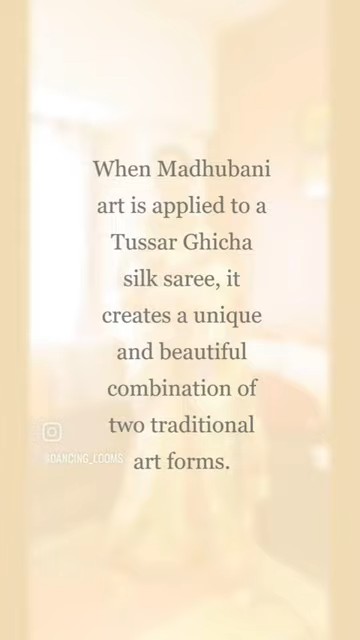 When Madhubani
art is applied to a
Tussar Ghicha
silk saree, it
creates a unique
and beautiful
combination of
two traditional
art forms.
@DANCING_LOOMS